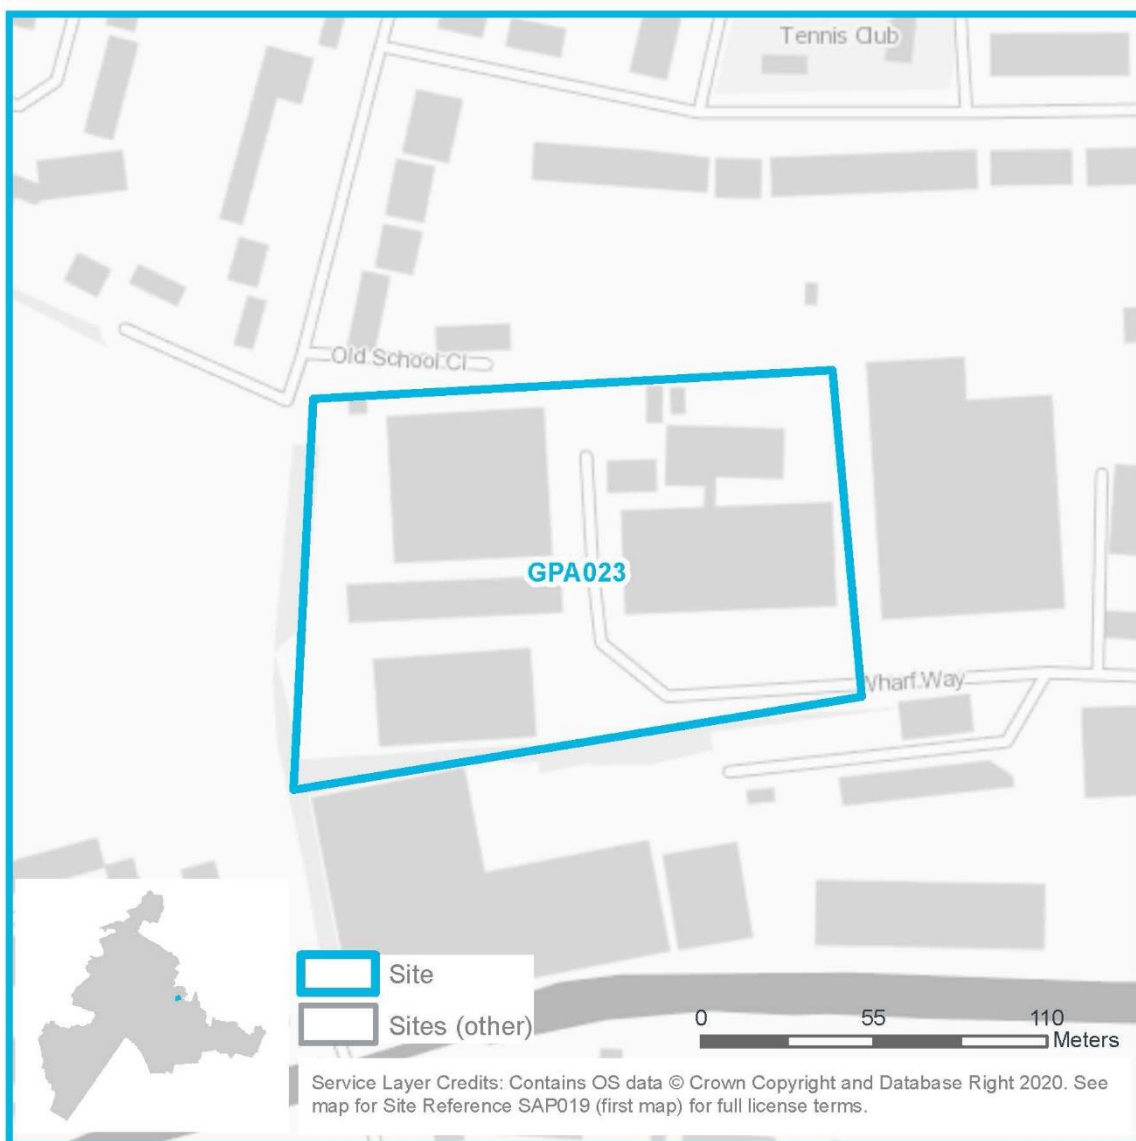 Tennis Club
Old School Cl
GPA023
Wharf Way
Site
Sites (other)
0 55 110
Meters
Service Layer Credits: Contains OS data © Crown Copyright and Database Right 2020. See
map for Site Reference SAP019 (first map) for full license terms.